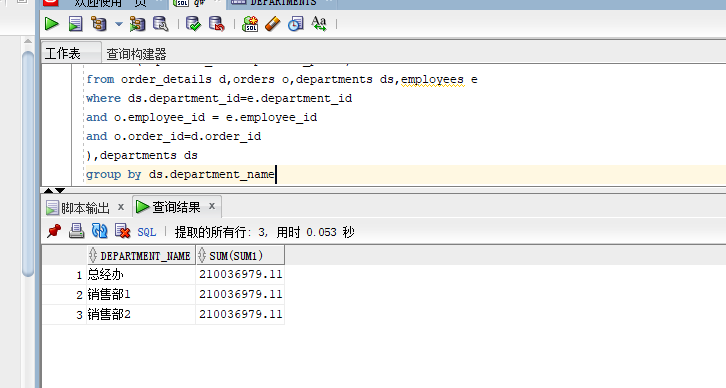 欢迎使用 页
DEPARTMENTS
工作表 查询构建器
from order_details d,orders o,departments ds,employees e
where ds.department_id=e.department_id
and o.employee_id = e.employee_id
and o.order_id=d.order_id
),departments ds
group by ds.department_name
脚本输出 x 查询结果 x
SQL 提取的所有行: 3, 用时 0.053 秒
DEPARTMENT_NAME SUM(SUM1)
1 总经办 210036979.11
2 销售部1 210036979.11
3 销售部2 210036979.11